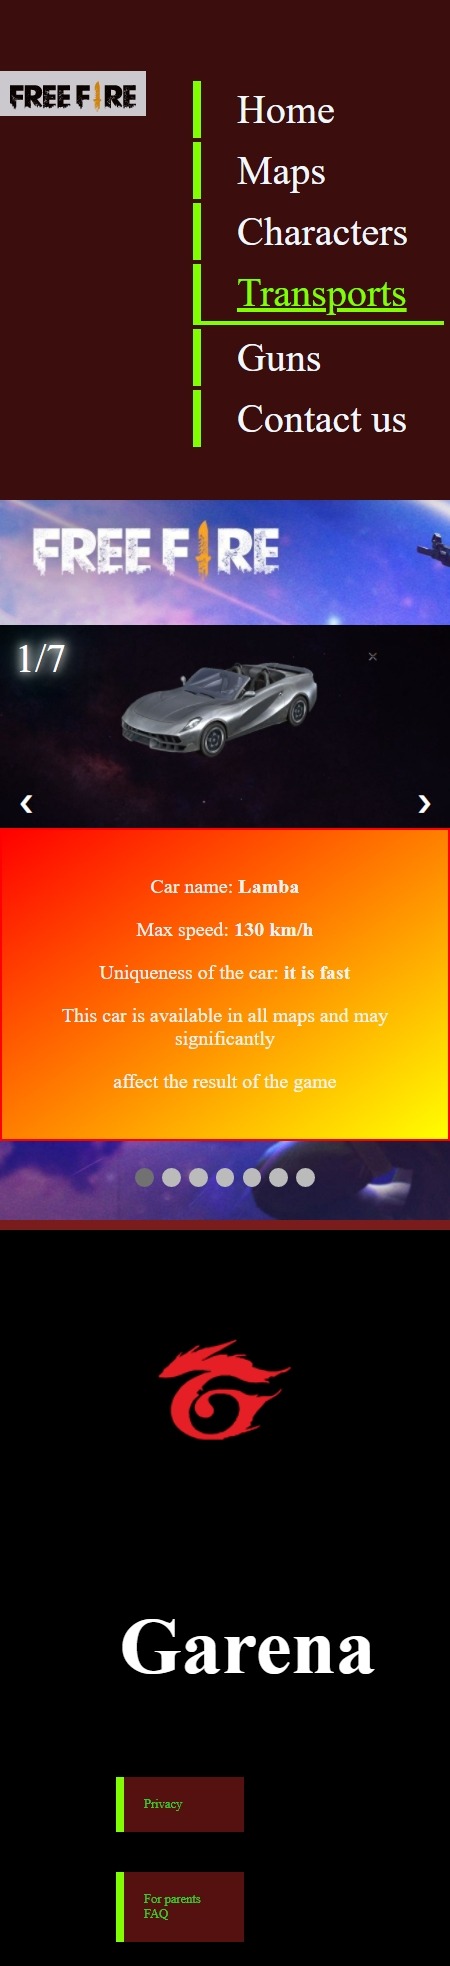 FREE FIRE
Home
Maps
Characters
Transports
Guns
Contact us
FREE FIRE
1/7
×
❮
❯
Car name: Lamba
Max speed: 130 km/h
Uniqueness of the car: it is fast
This car is available in all maps and may
significantly
affect the result of the game
Garena
Privacy
For parents
FAQ